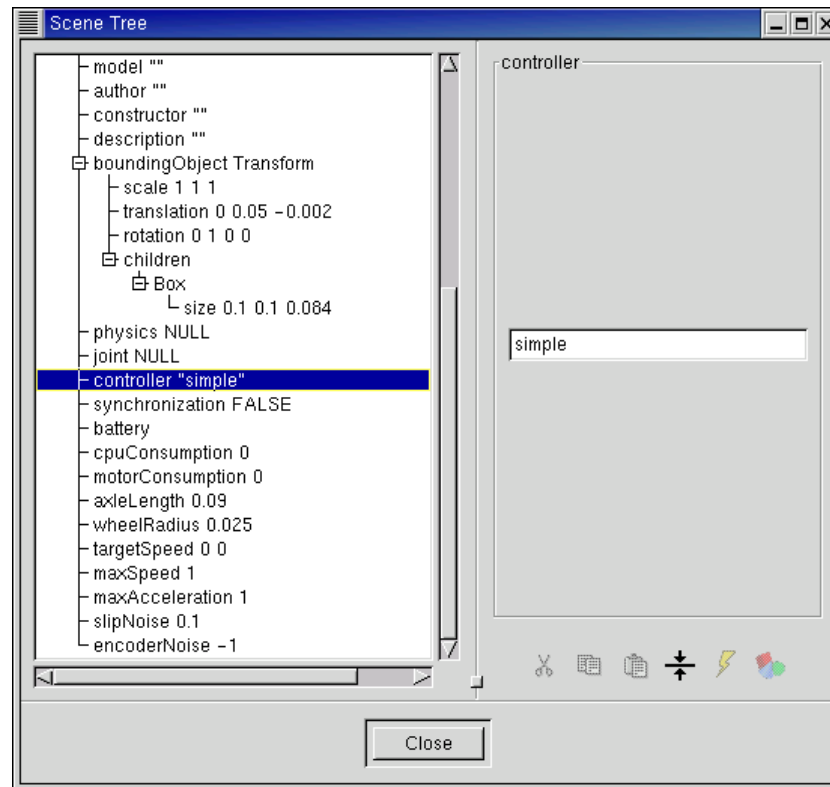 Scene Tree
model ""
author ""
constructor ""
description ""
boundingObject Transform
scale 1 1 1
translation 0 0.05 -0.002
rotation 0 1 0 0
children
Box
size 0.1 0.1 0.084
physics NULL
joint NULL
controller "simple"
synchronization FALSE
battery
cpuConsumption 0
motorConsumption 0
axleLength 0.09
wheelRadius 0.025
targetSpeed 0 0
maxSpeed 1
maxAcceleration 1
slipNoise 0.1
encoderNoise -1
controller
simple
Close